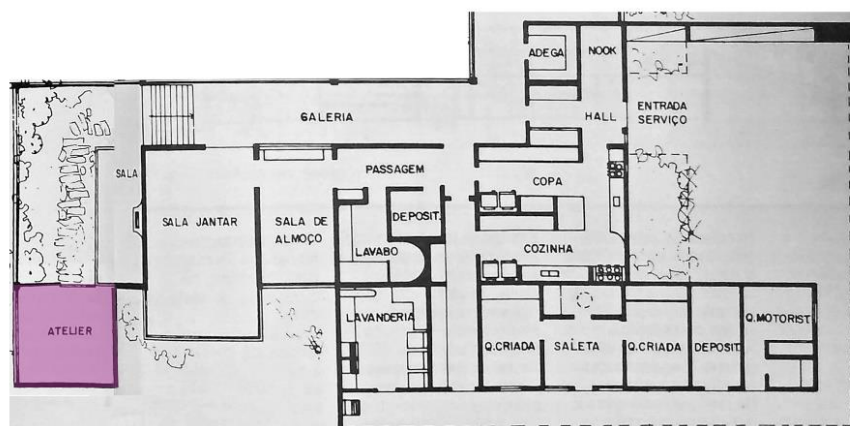 ADEGA
NOOK
GALERIA
HALL
ENTRADA
SERVIÇO
PASSAGEM
SALA
COPA
SALA JANTAR
SALA DE
ALMOÇO
DEPOSIT.
LAVABO
COZINHA
ATELIER
LAVANDERIA
Q.CRIADA
SALETA
Q.CRIADA
DEPOSIT.
Q.MOTORIST.